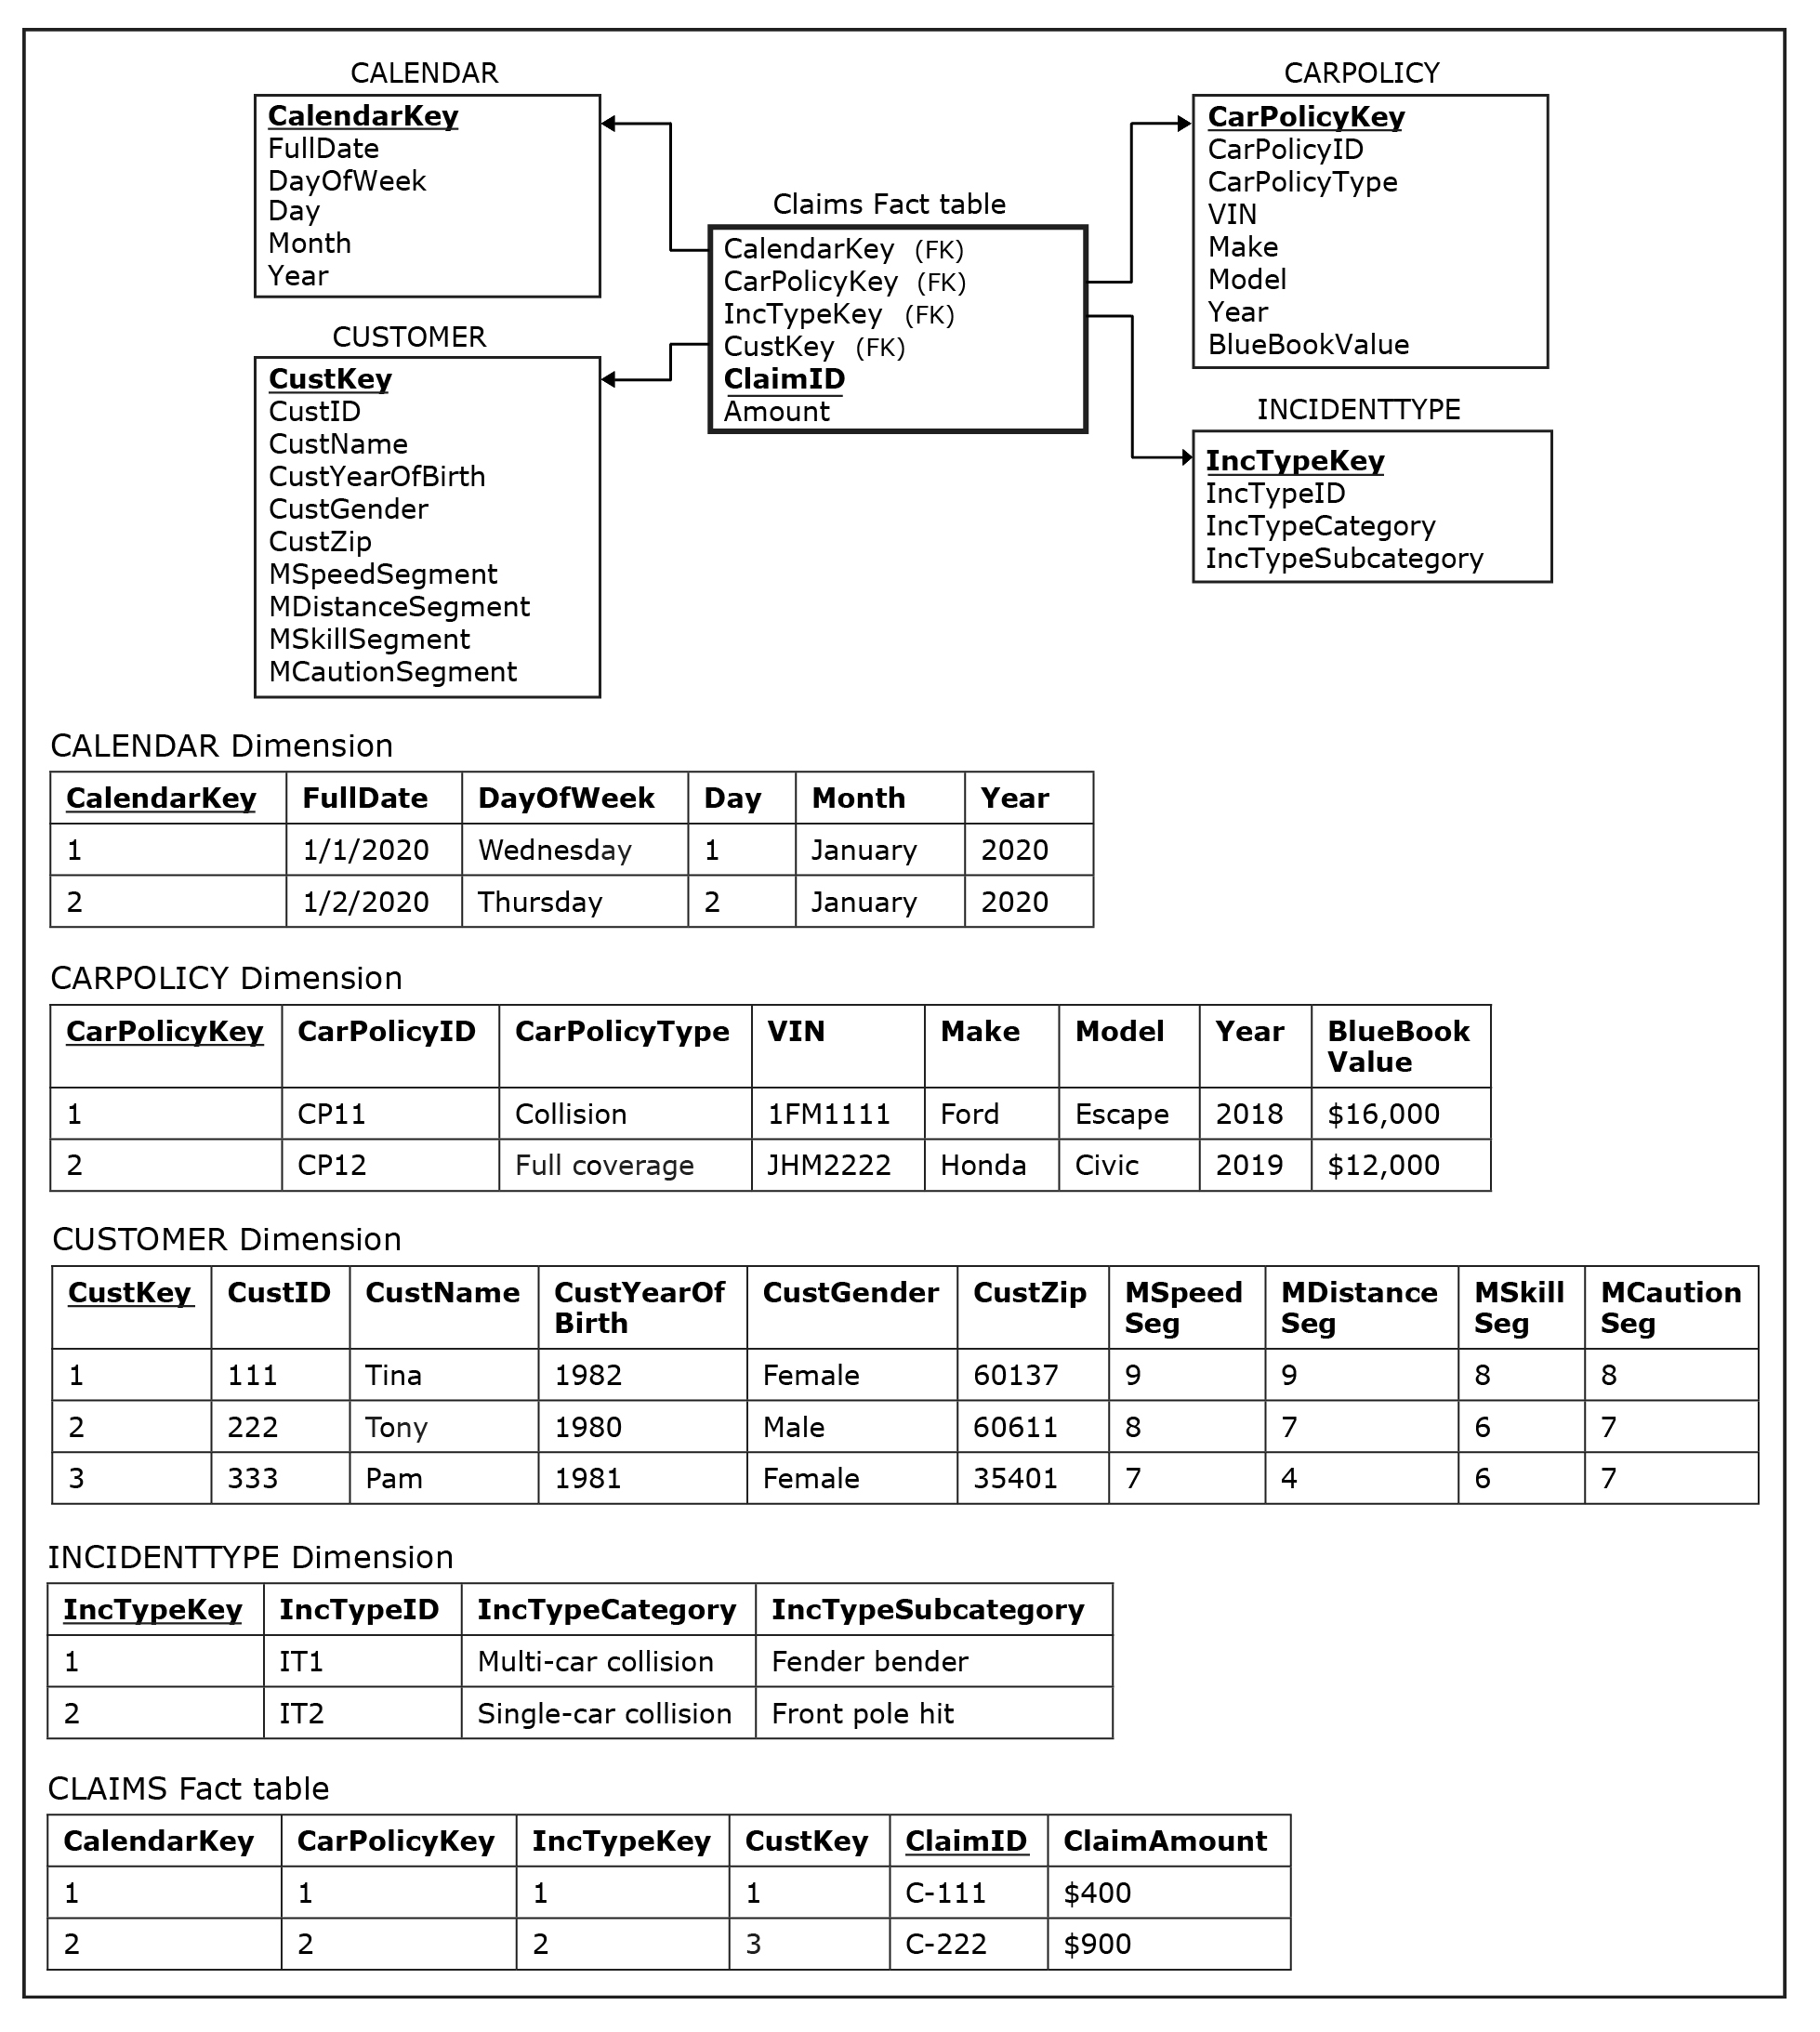 CALENDAR
CalendarKey
FullDate
DayOfWeek
Day
Month
Year
CUSTOMER
CustKey
CustID
CustName
CustYearOfBirth
CustGender
CustZip
MSpeedSegment
MDistanceSegment
MSkillSegment
MCautionSegment
Claims Fact table
CalendarKey (FK)
CarPolicyKey (FK)
IncTypeKey (FK)
CustKey (FK)
ClaimID
Amount
CARPOLICY
CarPolicyKey
CarPolicyID
CarPolicyType
VIN
Make
Model
Year
BlueBookValue
INCIDENTTYPE
IncTypeKey
IncTypeID
IncTypeCategory
IncTypeSubcategory
CALENDAR Dimension
CalendarKey FullDate DayOfWeek Day Month Year
1 1/1/2020 Wednesday 1 January 2020
2 1/2/2020 Thursday 2 January 2020
CARPOLICY Dimension
CarPolicyKey CarPolicyID CarPolicyType VIN Make Model Year BlueBook
Value
1 CP11 Collision 1FM1111 Ford Escape 2018 $16,000
2 CP12 Full coverage JHM2222 Honda Civic 2019 $12,000
CUSTOMER Dimension
CustKey CustID CustName CustYearOf CustGender CustZip MSpeed MDistance MSkill MCaution
Birth Seg Seg Seg Seg
1 111 Tina 1982 Female 60137 9 9 8 8
2 222 Tony 1980 Male 60611 8 7 6 7
3 333 Pam 1981 Female 35401 7 4 6 7
INCIDENTTYPE Dimension
IncTypeKey IncTypeID IncTypeCategory IncTypeSubcategory
1 IT1 Multi-car collision Fender bender
2 IT2 Single-car collision Front pole hit
CLAIMS Fact table
CalendarKey CarPolicyKey IncTypeKey CustKey ClaimID ClaimAmount
1 1 1 1 C-111 $400
2 2 2 3 C-222 $900